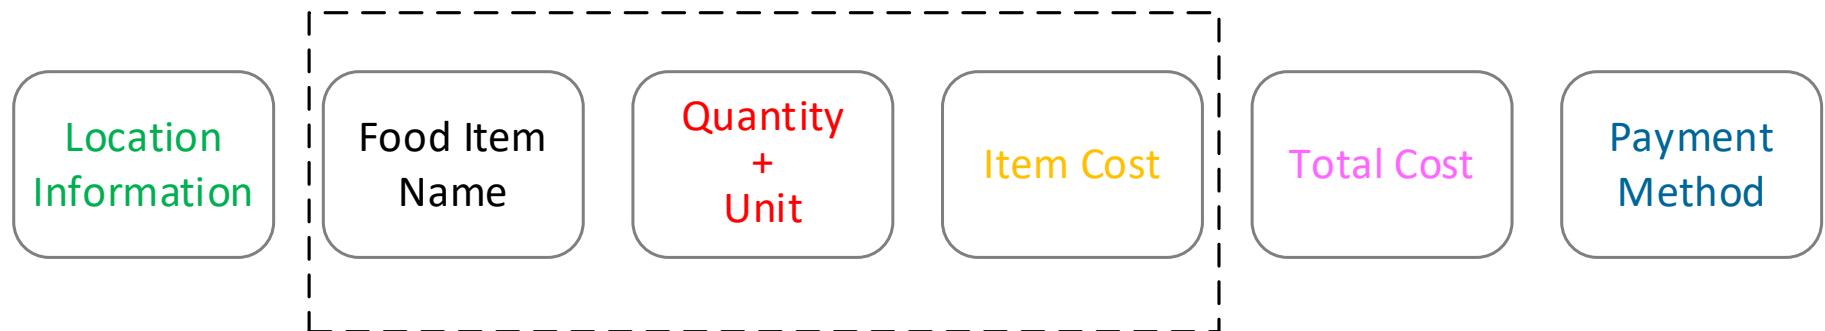 Location
Information
Food Item
Name
Quantity
+
Unit
Item Cost
Total Cost
Payment
Method